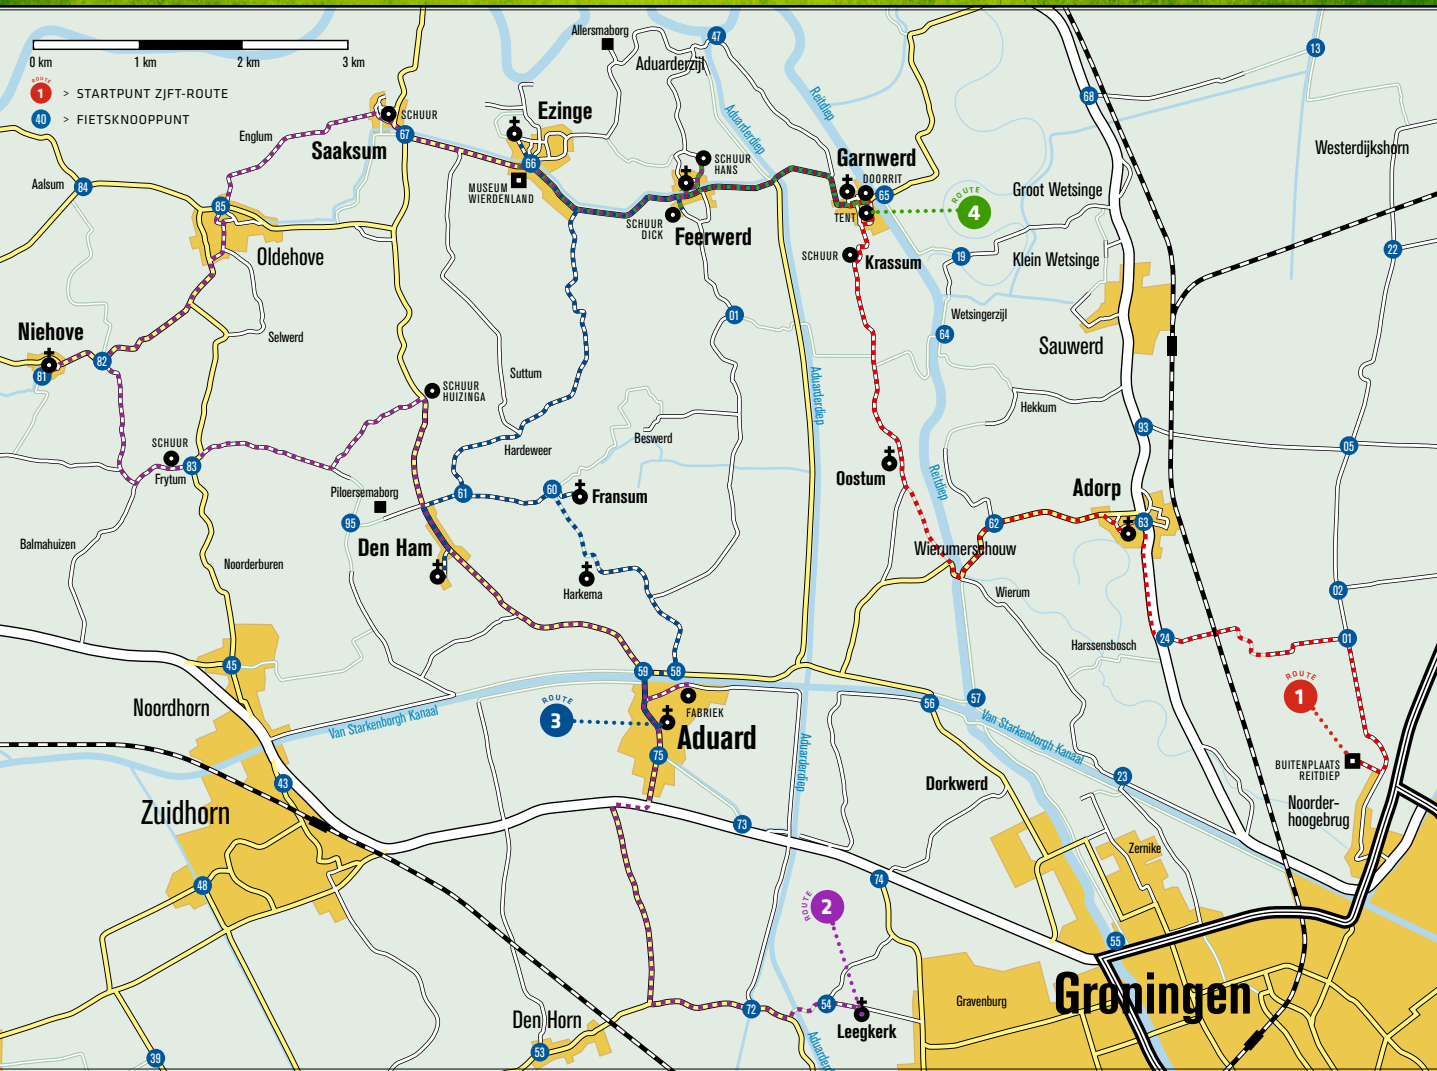 0 km 1 km 2 km 3 km
ROUTE
1 > STARTPUNT ZJFT-ROUTE
40 > FIETSKNOOPPUNT
Allersmaborg
47
Aduarderzijl
13
68
Reitdiep
Aduarderdiep
Englum
SCHUUR
67
Saaksum
Ezinge
66
MUSEUM
WIERDENLAND
SCHUUR
HANS
SCHUUR
DICK
Feerwerd
Garnwerd
DOORRIT
65
TENT
ROUTE
4
Groot Wetsinge
Westerdijkshorn
Aalsum
84
85
Oldehove
SCHUUR
Krassum
19
Klein Wetsinge
22
Wetsingerzijl
01
64
Sauwerd
Niehove
81
82
Selwerd
Suttum
SCHUUR
HUIZINGA
Aduarderdiep
Hekkum
93
05
SCHUUR
Frytum
83
Hardeweer
Beswerd
Oostum
Reitdiep
Adorp
Piloersemaborg
95
61
60
Fransum
62
63
Balmahuizen
Den Ham
Wierumerschouw
Noorderburen
Harkema
Wierum
02
24
01
Harssensbosch
45
59
58
ROUTE
1
Noordhorn
Van Starkenborgh Kanaal
ROUTE
3
FABRIEK
Aduard
75
Aduarderdiep
56
57
Van Starkenborgh Kanaal
23
BUITENPLAATS
REITDIEP
43
Zuidhorn
Dorkwerd
Noorder-
hoogebrug
73
Zernike
74
48
ROUTE
2
55
Groningen
Gravenburg
72
54
Leegkerk
Den Horn
53
39
Aduarder